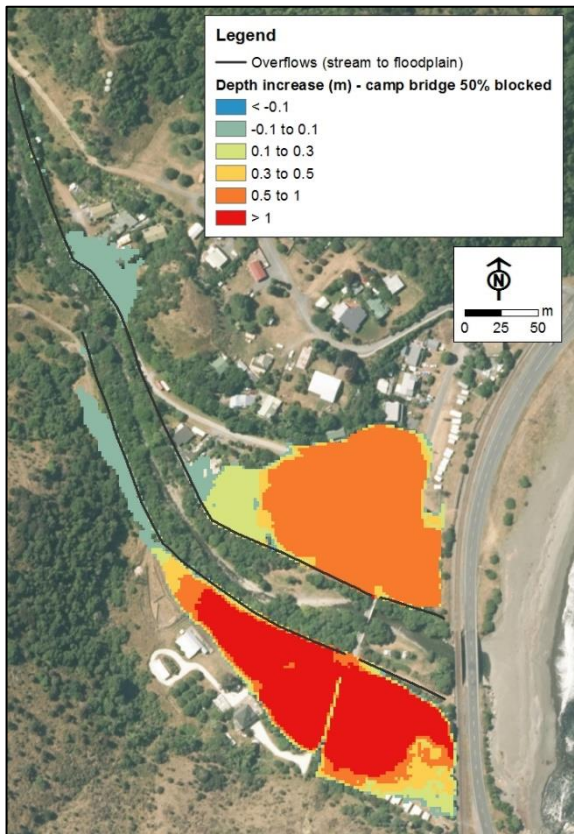 Legend
Overflows (stream to floodplain)
Depth increase (m) - camp bridge 50% blocked
< -0.1
-0.1 to 0.1
0.1 to 0.3
0.3 to 0.5
0.5 to 1
> 1
N
m
0 25 50